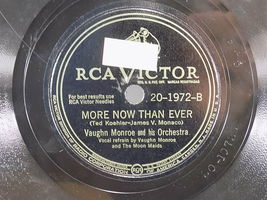 RCA VICTOR
For best results use
RCA Victor Needles
20-1972-B
MORE NOW THAN EVER
(Ted Koehler-James V. Monaco)
Vaughn Monroe and his Orchestra
Vocal refrain by Vaughn Monroe
and The Moon Maids